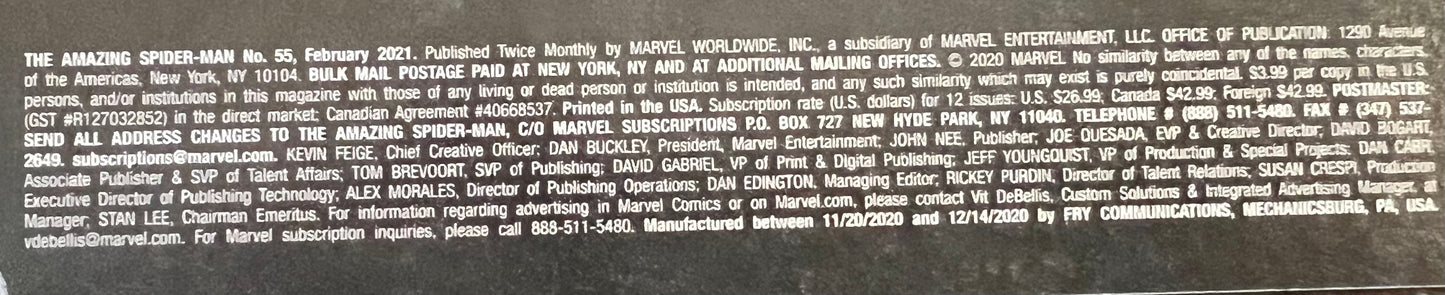 THE AMAZING SPIDER-MAN No. 55, February 2021. Published Twice Monthly by MARVEL WORLDWIDE, INC., a subsidiary of MARVEL ENTERTAINMENT, LLC. OFFICE OF PUBLICATION: 1290 Avenue
of the Americas, New York, NY 10104. BULK MAIL POSTAGE PAID AT NEW YORK, NY AND AT ADDITIONAL MAILING OFFICES. © 2020 MARVEL No similarity between any of the names, characters,
persons, and/or institutions in this magazine with those of any living or dead person or institution is intended, and any such similarity which may exist is purely coincidental. $3.99 per copy in the U.S.
(GST #R127032852) in the direct market; Canadian Agreement #40668537. Printed in the USA. Subscription rate (U.S. dollars) for 12 issues: U.S. $26.99; Canada $42.99; Foreign $42.99. POSTMASTER:
SEND ALL ADDRESS CHANGES TO THE AMAZING SPIDER-MAN, C/O MARVEL SUBSCRIPTIONS P.O. BOX 727 NEW HYDE PARK, NY 11040. TELEPHONE # (888) 511-5480. FAX # (347) 537-
2649. subscriptions@marvel.com. KEVIN FEIGE, Chief Creative Officer; DAN BUCKLEY, President, Marvel Entertainment; JOHN NEE, Publisher; JOE QUESADA, EVP & Creative Director; DAVID BOGART,
Associate Publisher & SVP of Talent Affairs; TOM BREVOORT, SVP of Publishing; DAVID GABRIEL, VP of Print & Digital Publishing; JEFF YOUNGQUIST, VP of Production & Special Projects; DAN CARR,
Executive Director of Publishing Technology; ALEX MORALES, Director of Publishing Operations; DAN EDINGTON, Managing Editor; RICKEY PURDIN, Director of Talent Relations; SUSAN CRESPI, Production
Manager; STAN LEE, Chairman Emeritus. For information regarding advertising in Marvel Comics or on Marvel.com, please contact Vit DeBellis, Custom Solutions & Integrated Advertising Manager, at
vdebellis@marvel.com. For Marvel subscription inquiries, please call 888-511-5480. Manufactured between 11/20/2020 and 12/14/2020 by FRY COMMUNICATIONS, MECHANICSBURG, PA, USA.